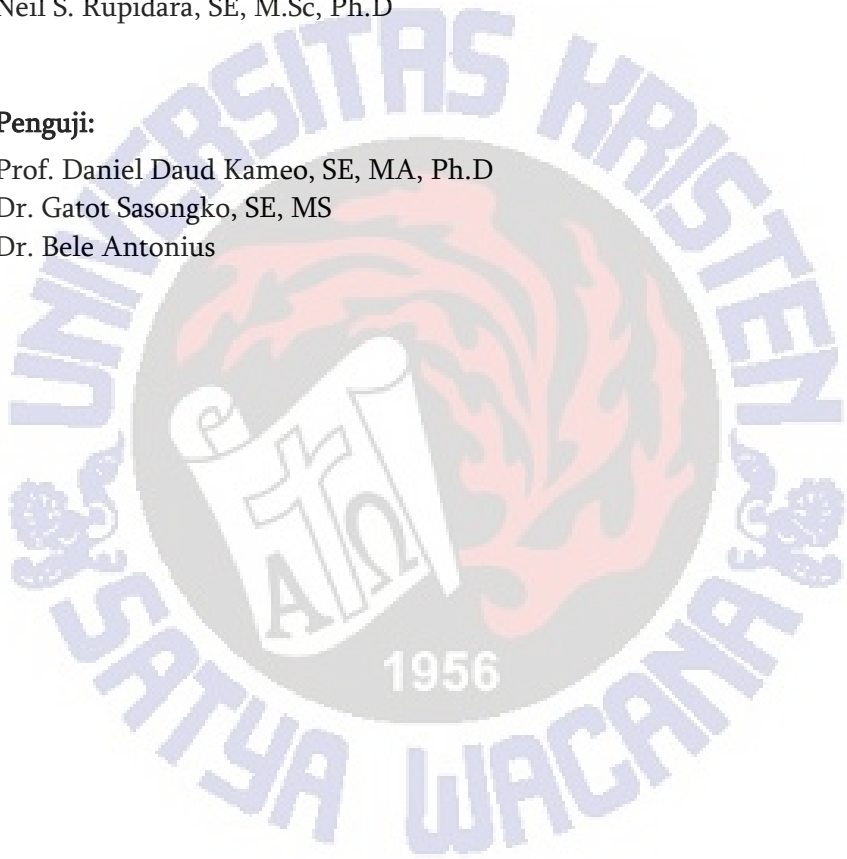 Neil S. Rupidara, SE, M.Sc, Ph.D
Penguji:
Prof. Daniel Daud Kameo, SE, MA, Ph.D
Dr. Gatot Sasongko, SE, MS
Dr. Bele Antonius
UNIVERSITAS KRISTEN
Α Ω
1956
SATYA WACANA